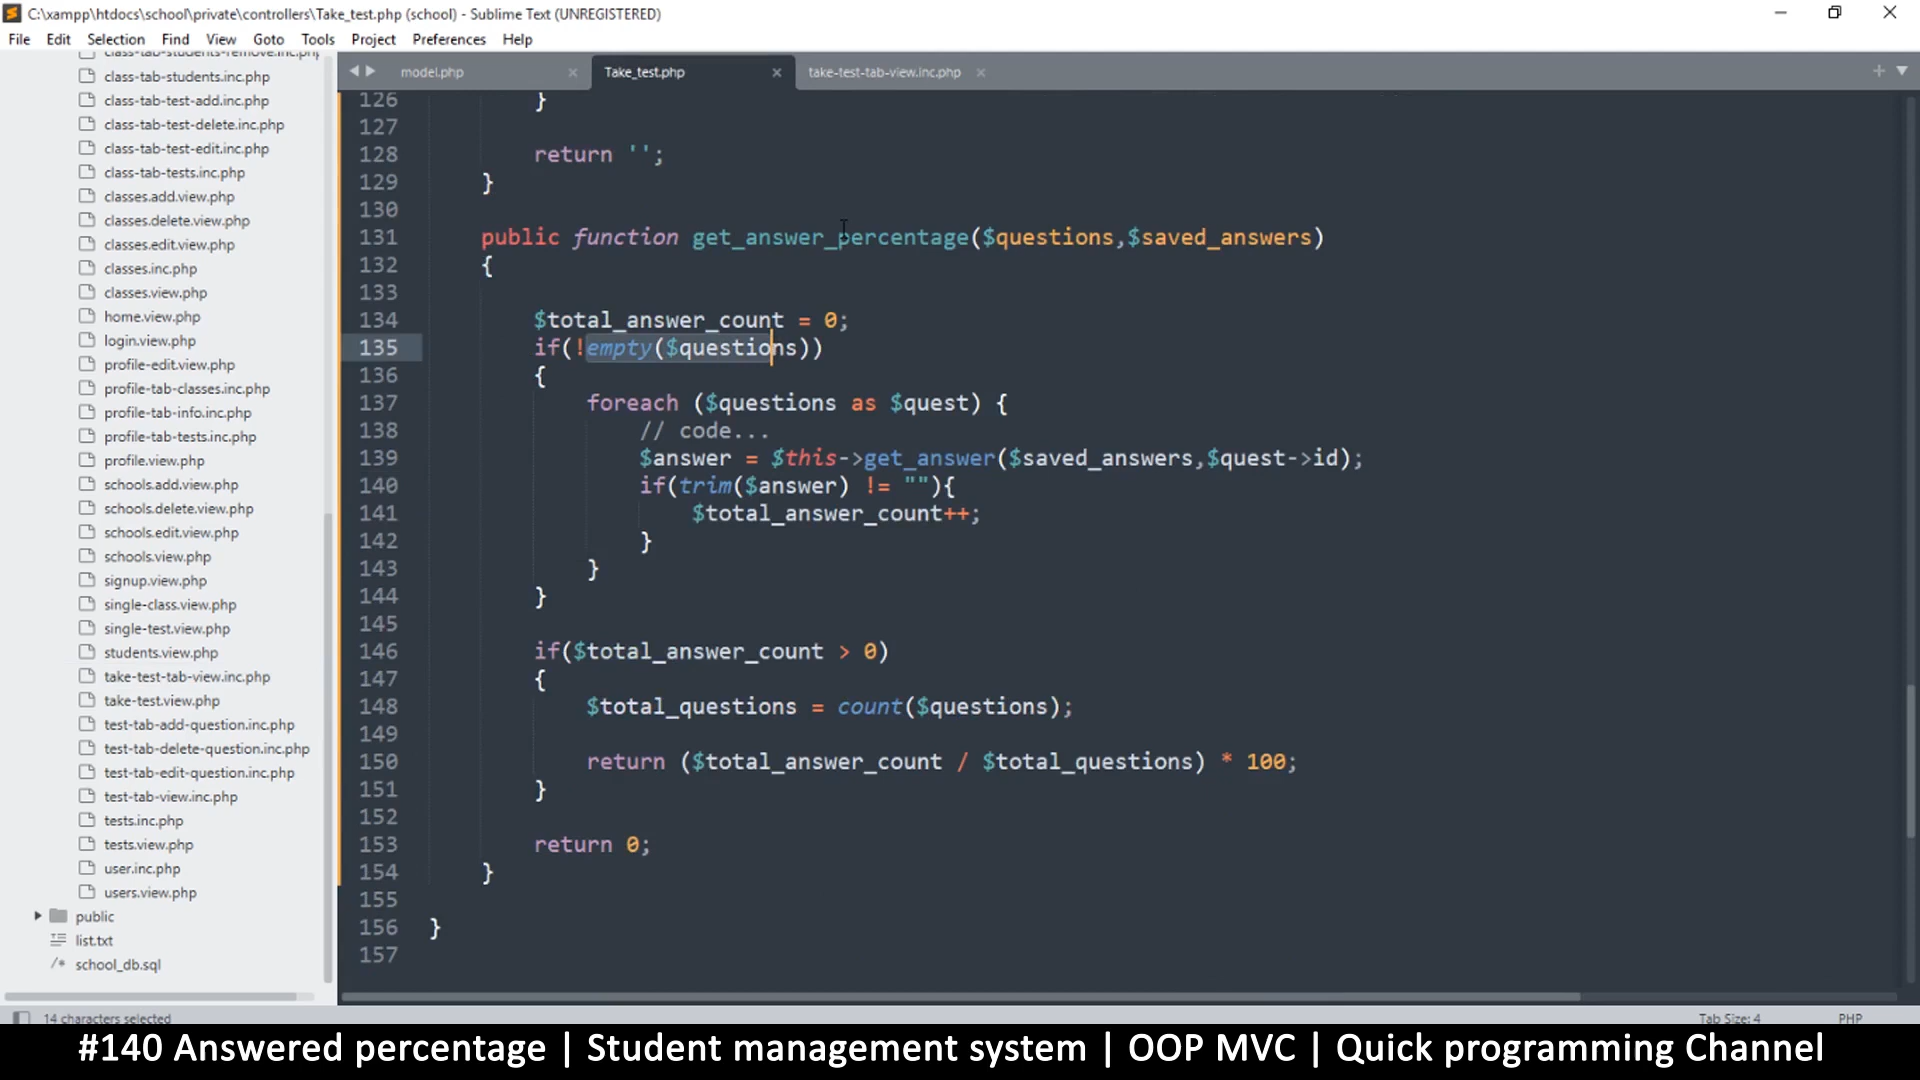 C:\xampp\htdocs\school\private\controllers\Take_test.php (school) - Sublime Text (UNREGISTERED)
File Edit Selection Find View Goto Tools Project Preferences Help
class-tab-students-remove.inc.php
class-tab-students.inc.php
class-tab-test-add.inc.php
class-tab-test-delete.inc.php
class-tab-test-edit.inc.php
class-tab-tests.inc.php
classes.add.view.php
classes.delete.view.php
classes.edit.view.php
classes.inc.php
classes.view.php
home.view.php
login.view.php
profile-edit.view.php
profile-tab-classes.inc.php
profile-tab-info.inc.php
profile-tab-tests.inc.php
profile.view.php
schools.add.view.php
schools.delete.view.php
schools.edit.view.php
schools.view.php
signup.view.php
single-class.view.php
single-test.view.php
students.view.php
take-test-tab-view.inc.php
take-test.view.php
test-tab-add-question.inc.php
test-tab-delete-question.inc.php
test-tab-edit-question.inc.php
test-tab-view.inc.php
tests.inc.php
tests.view.php
user.inc.php
users.view.php
public
list.txt
school_db.sql
model.php Take_test.php take-test-tab-view.inc.php
126 }
127
128 return '';
129 }
130
131 public function get_answer_percentage($questions,$saved_answers)
132 {
133
134 $total_answer_count = 0;
135 if(!empty($questions))
136 {
137 foreach ($questions as $quest) {
138 // code...
139 $answer = $this->get_answer($saved_answers,$quest->id);
140 if(trim($answer) != ""){
141 $total_answer_count++;
142 }
143 }
144 }
145
146 if($total_answer_count > 0)
147 {
148 $total_questions = count($questions);
149
150 return ($total_answer_count / $total_questions) * 100;
151 }
152
153 return 0;
154 }
155
156 }
157
14 characters selected Tab Size: 4 PHP
#140 Answered percentage | Student management system | OOP MVC | Quick programming Channel